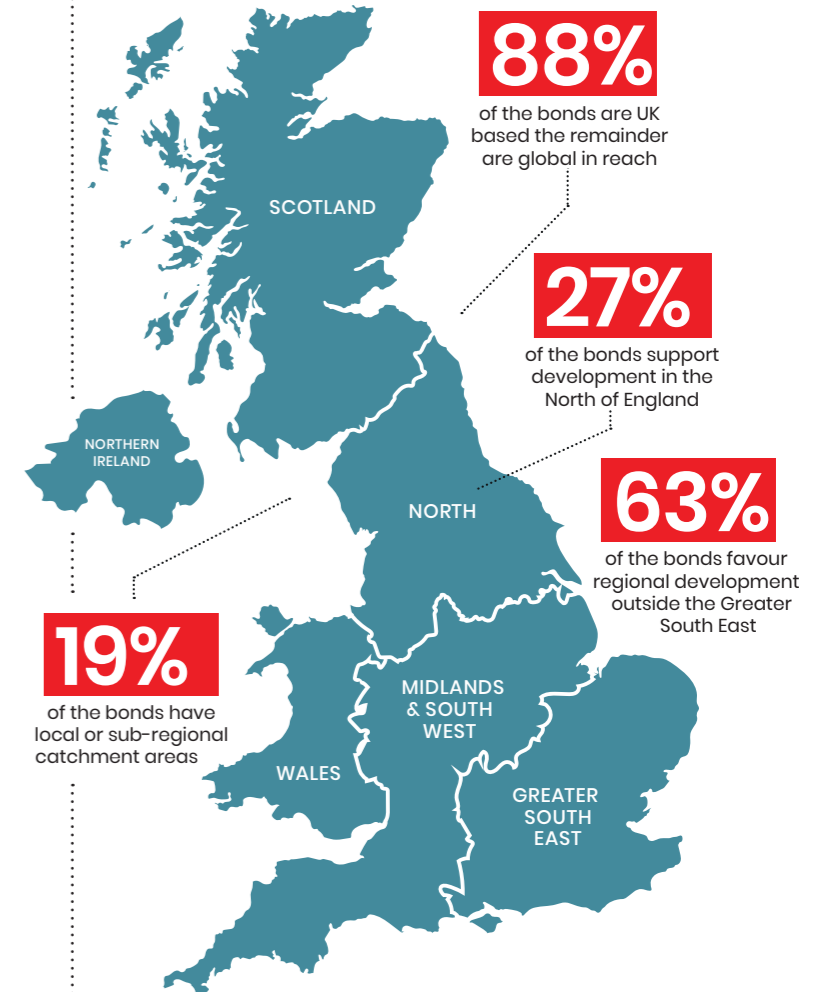 88%
of the bonds are UK
based the remainder
are global in reach
SCOTLAND
27%
of the bonds support
development in the
North of England
NORTHERN
IRELAND
63%
of the bonds favour
regional development
outside the Greater
South East
NORTH
19%
of the bonds have
local or sub-regional
catchment areas
MIDLANDS
& SOUTH
WEST
WALES
GREATER
SOUTH
EAST